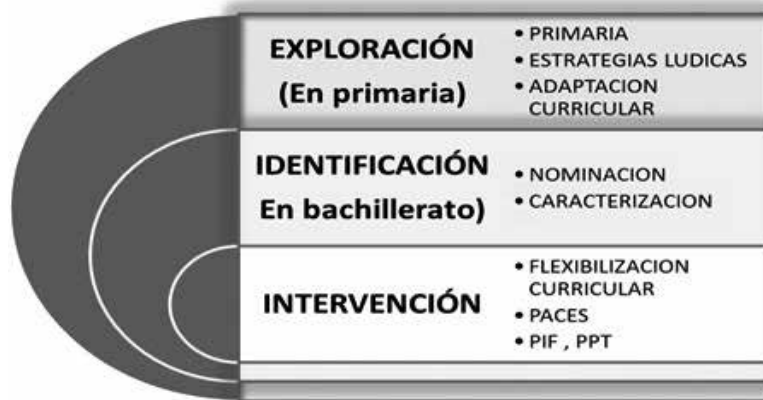 EXPLORACIÓN
(En primaria)
• PRIMARIA
• ESTRATEGIAS LUDICAS
• ADAPTACION
CURRICULAR
IDENTIFICACIÓN
En bachillerato)
• NOMINACION
• CARACTERIZACION
INTERVENCIÓN
• FLEXIBILIZACION
CURRICULAR
• PACES
• PIF , PPT